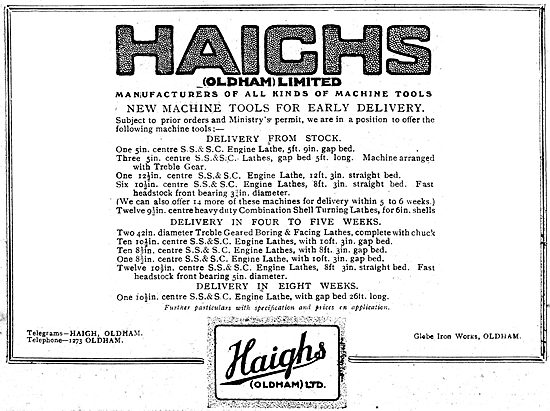 HAIGHS
(OLDHAM) LIMITED
MANUFACTURERS OF ALL KINDS OF MACHINE TOOLS
NEW MACHINE TOOLS FOR EARLY DELIVERY.
Subject to prior orders and Ministry's permit, we are in a position to offer the
following machine tools:—
DELIVERY FROM STOCK.
One 5in. centre S.S.&S.C. Engine Lathe, 5ft. 9in. gap bed.
Three 5in. centre S.S.&S.C. Lathes, gap bed 5ft. long. Machine arranged
with Treble Gear.
One 12½in. centre S.S.&S.C. Engine Lathe, 12ft. 3in. straight bed.
Six 10½in. centre S.S.&S.C. Engine Lathes, 8ft. 3in. straight bed. Fast
headstock front bearing in. diameter.
(We can also offer 14 more of these machines for delivery within 5 to 6 weeks.)
Twelve 9½in. centre heavy duty Combination Shell Turning Lathes, for 6in. shells
DELIVERY IN FOUR TO FIVE WEEKS.
Two 42in. diameter Treble Geared Boring & Facing Lathes, complete with chuck
Ten 10½in. centre S.S.&S.C. Engine Lathes, with 10ft. 3in. gap bed.
Ten 8½in. centre S.S.&S.C. Engine Lathes, with 8ft. 3in. gap bed.
One 8½in. centre S.S.&S.C. Engine Lathe, with 10ft. 3in. gap bed.
Twelve 10½in. centre S.S.&S.C. Engine Lathes, 8ft 3in. straight bed. Fast
headstock front bearing 5in. diameter.
DELIVERY IN EIGHT WEEKS.
One 10½in. centre S.S.&S.C. Engine Lathe, with gap bed 26ft. long.
Further particulars with specification and prices on application.
Telegrams—HAIGH, OLDHAM.
Telephone—1273 OLDHAM.
Glebe Iron Works, OLDHAM.
Haighs
(OLDHAM) LTD.